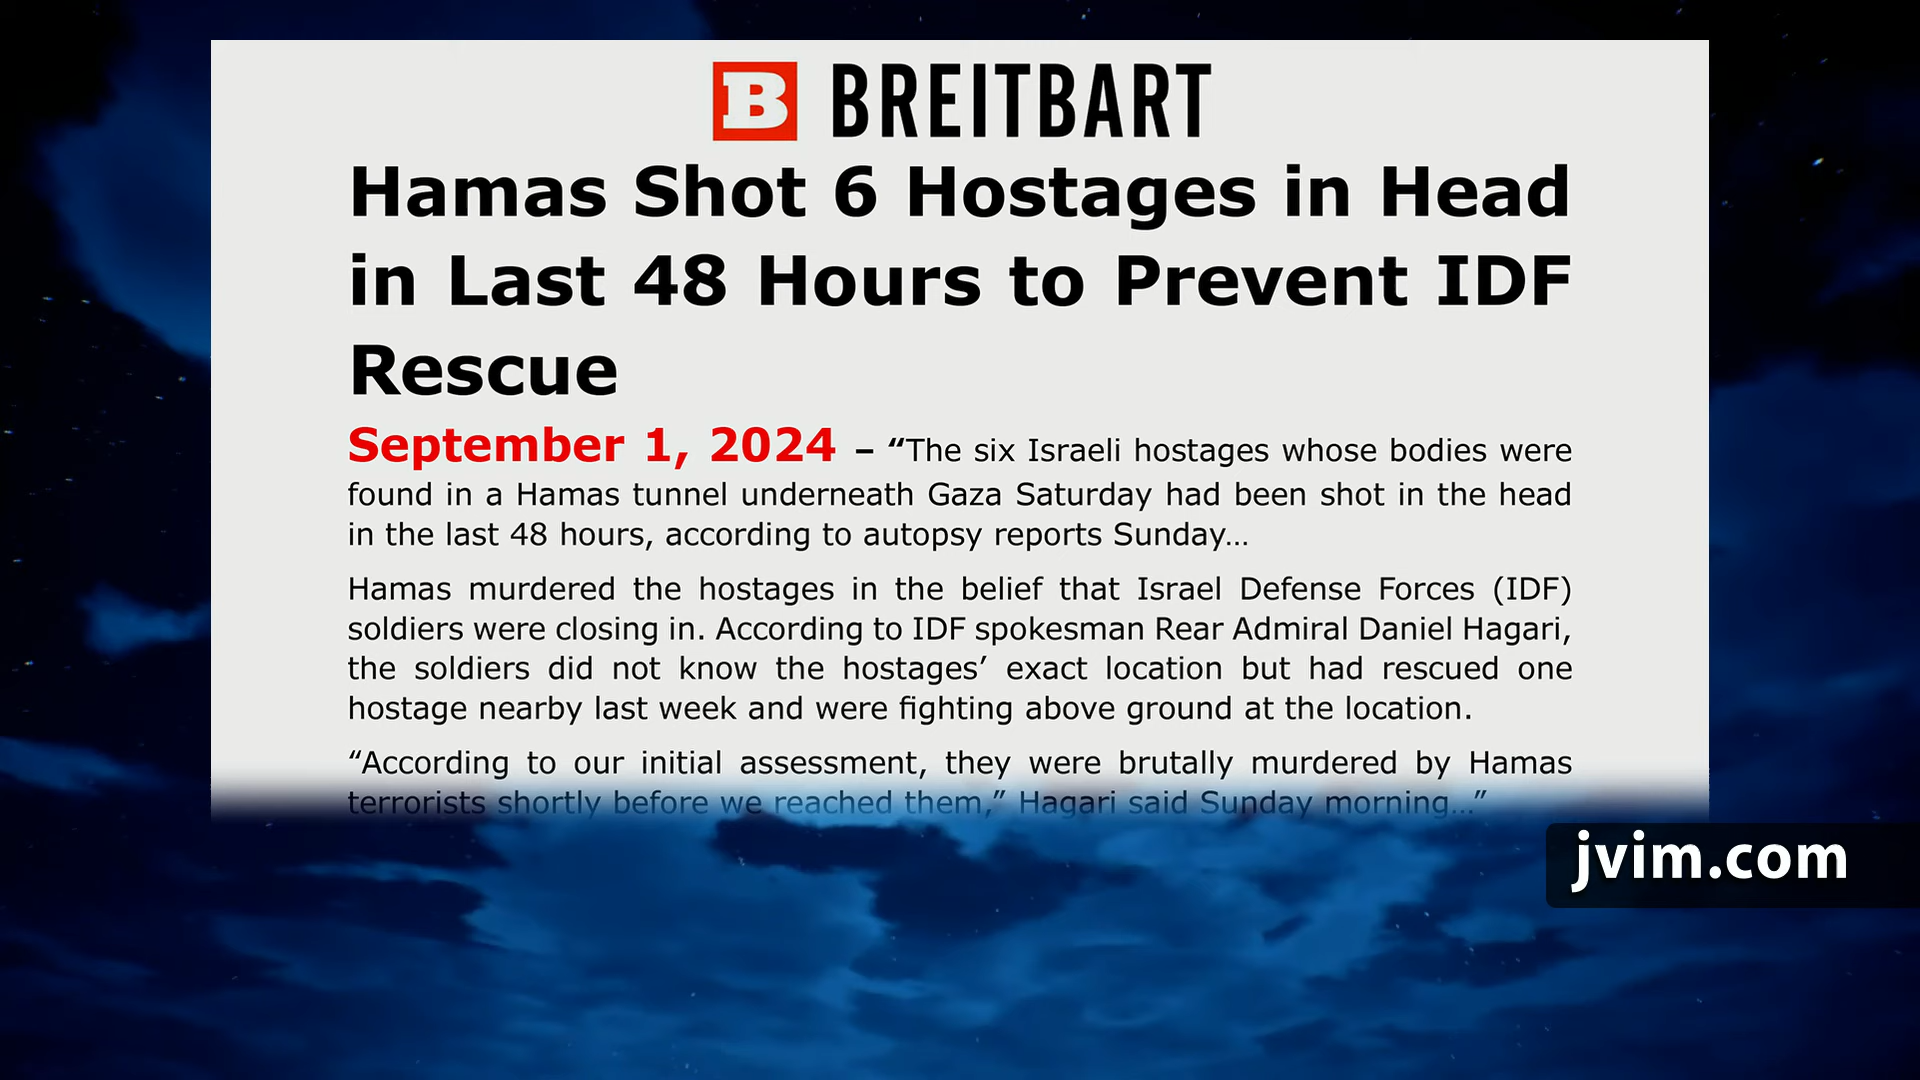 B BREITBART
Hamas Shot 6 Hostages in Head
in Last 48 Hours to Prevent IDF
Rescue
September 1, 2024 – “The six Israeli hostages whose bodies were
found in a Hamas tunnel underneath Gaza Saturday had been shot in the head
in the last 48 hours, according to autopsy reports Sunday…
Hamas murdered the hostages in the belief that Israel Defense Forces (IDF)
soldiers were closing in. According to IDF spokesman Rear Admiral Daniel Hagari,
the soldiers did not know the hostages’ exact location but had rescued one
hostage nearby last week and were fighting above ground at the location.
“According to our initial assessment, they were brutally murdered by Hamas
terrorists shortly before we reached them,” Hagari said Sunday morning…”
jvim.com